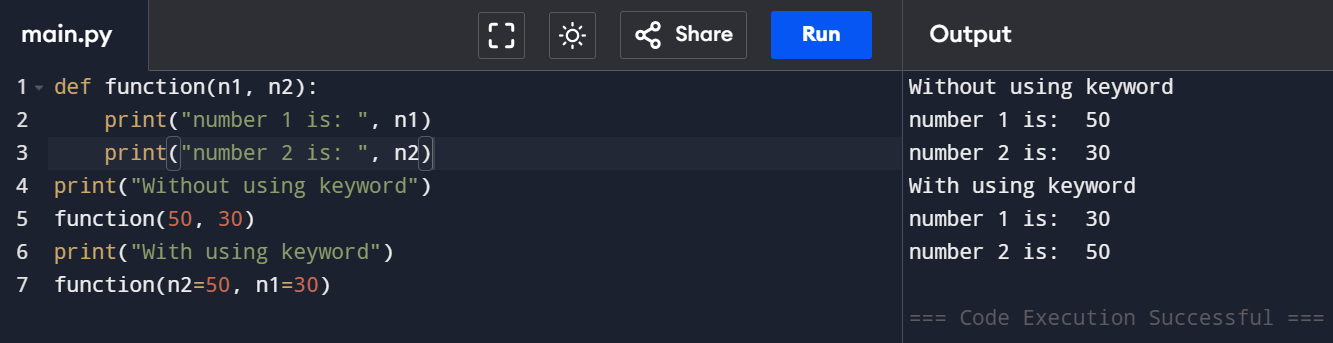 main.py
Share
Run
Output
1 def function(n1, n2):
2     print("number 1 is: ", n1)
3     print("number 2 is: ", n2)
4 print("Without using keyword")
5 function(50, 30)
6 print("With using keyword")
7 function(n2=50, n1=30)
Without using keyword
number 1 is:  50
number 2 is:  30
With using keyword
number 1 is:  30
number 2 is:  50
=== Code Execution Successful ===